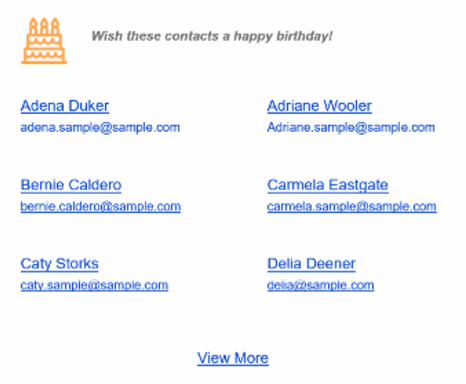 Wish these contacts a happy birthday!
Adena Duker
adena.sample@sample.com
Adriane Wooler
Adriane.sample@sample.com
Bernie Caldero
bernie.caldero@sample.com
Carmela Eastgate
carmela.sample@sample.com
Caty Storks
caty.sample@sample.com
Delia Deener
delia@sample.com
View More